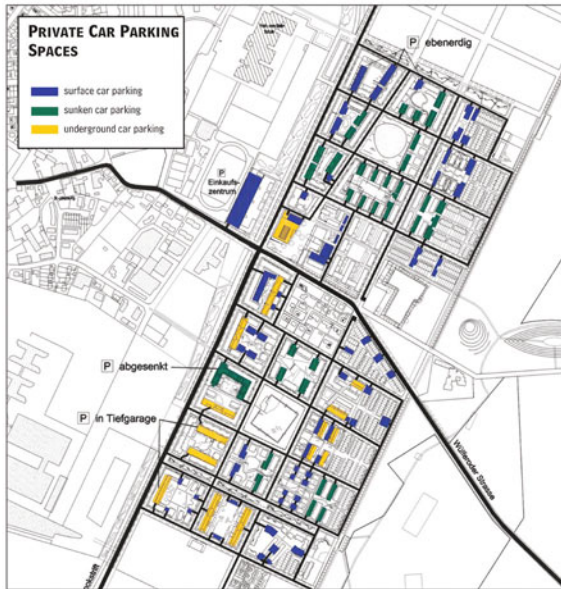 PRIVATE CAR PARKING
SPACES
surface car parking
sunken car parking
underground car parking
P ebenerdig
P
Einkaufs-
zentrum
P abgesenkt
P in Tiefgarage
Wülferoder Strasse